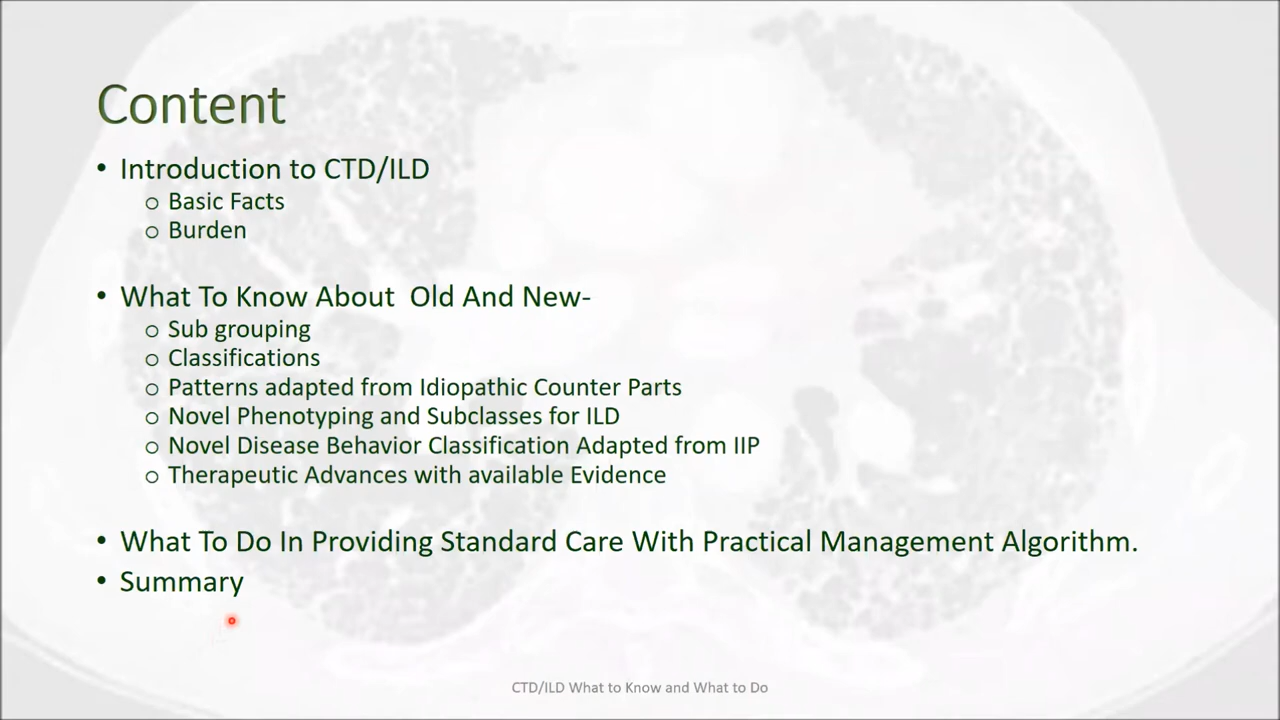 Content
• Introduction to CTD/ILD
o Basic Facts
o Burden
• What To Know About  Old And New-
o Sub grouping
o Classifications
o Patterns adapted from Idiopathic Counter Parts
o Novel Phenotyping and Subclasses for ILD
o Novel Disease Behavior Classification Adapted from IIP
o Therapeutic Advances with available Evidence
• What To Do In Providing Standard Care With Practical Management Algorithm.
• Summary
CTD/ILD What to Know and What to Do